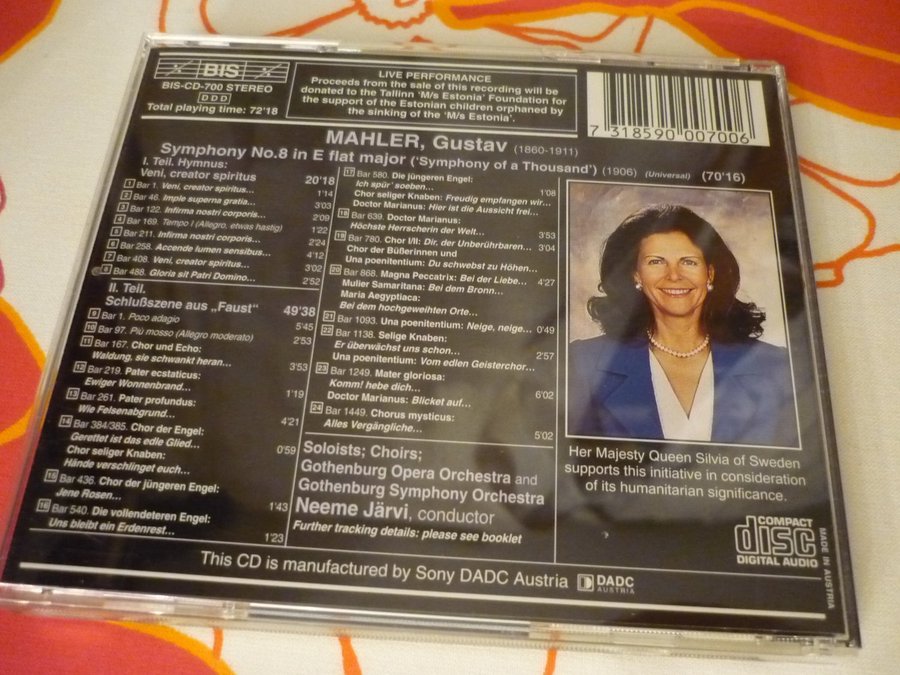 BIS
BIS-CD-700 STEREO
DDD
Total playing time: 72'18
LIVE PERFORMANCE
Proceeds from the sale of this recording will be
donated to the Tallinn 'M/s Estonia' Foundation for
the support of the Estonian children orphaned by
the sinking of the 'M/s Estonia'.
7 318590 007006
MAHLER, Gustav (1860-1911)
Symphony No.8 in E flat major ('Symphony of a Thousand') (1906) (Universal) (70'16)
I. Teil. Hymnus:
Veni, creator spiritus 20'18
1 Bar 1. Veni, creator spiritus... 1'14
2 Bar 46. Imple superna gratia... 3'03
3 Bar 122. Infirma nostri corporis... 2'09
4 Bar 169. Tempo I (Allegro, etwas hastig) 1'22
5 Bar 211. Infirma nostri corporis... 2'24
6 Bar 258. Accende lumen sensibus... 4'12
7 Bar 408. Veni, creator spiritus... 3'02
8 Bar 488. Gloria sit Patri Domino... 2'52
II. Teil.
Schlußszene aus „Faust“ 49'38
9 Bar 1. Poco adagio 5'45
10 Bar 97. Più mosso (Allegro moderato) 2'53
11 Bar 167. Chor und Echo:
Waldung, sie schwankt heran... 3'53
12 Bar 219. Pater ecstaticus:
Ewiger Wonnenbrand... 1'19
13 Bar 261. Pater profundus:
Wie Felsenabgrund... 4'21
14 Bar 384/385. Chor der Engel:
Gerettet ist das edle Glied... 0'59
Chor seliger Knaben:
Hände verschlinget euch...
15 Bar 436. Chor der jüngeren Engel:
Jene Rosen... 1'43
16 Bar 540. Die vollendeteren Engel:
Uns bleibt ein Erdenrest... 1'23
17 Bar 580. Die jüngeren Engel:
Ich spür' soeben... 1'08
Chor seliger Knaben: Freudig empfangen wir...
Doctor Marianus: Hier ist die Aussicht frei...
18 Bar 639. Doctor Marianus:
Höchste Herrscherin der Welt... 3'53
19 Bar 780. Chor I/II: Dir, der Unberührbaren... 3'04
Chor der Büßerinnen und
Una poenitentium: Du schwebst zu Höhen...
20 Bar 868. Magna Peccatrix: Bei der Liebe... 4'27
Mulier Samaritana: Bei dem Bronn...
Maria Aegyptiaca:
Bei dem hochgeweihten Orte...
21 Bar 1093. Una poenitentium: Neige, neige... 0'49
22 Bar 1138. Selige Knaben:
Er überwächst uns schon... 2'57
Una poenitentium: Vom edlen Geisterchor...
23 Bar 1249. Mater gloriosa:
Komm! hebe dich... 6'02
Doctor Marianus: Blicket auf...
24 Bar 1449. Chorus mysticus:
Alles Vergängliche... 5'02
Soloists; Choirs;
Gothenburg Opera Orchestra and
Gothenburg Symphony Orchestra
Neeme Järvi, conductor
Further tracking details: please see booklet
Her Majesty Queen Silvia of Sweden
supports this initiative in consideration
of its humanitarian significance.
COMPACT
disc
DIGITAL AUDIO
MADE IN AUSTRIA
This CD is manufactured by Sony DADC Austria
DADC
AUSTRIA